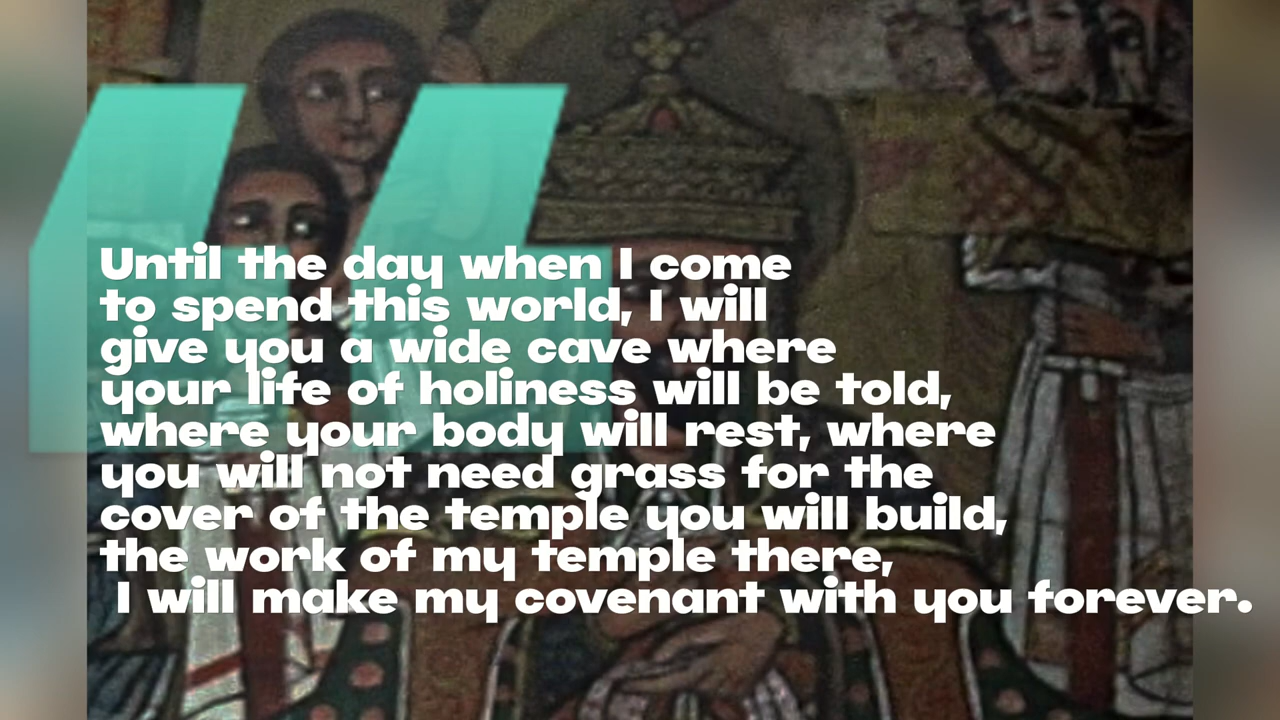 Until the day when I come
to spend this world, I will
give you a wide cave where
your life of holiness will be told,
where your body will rest, where
you will not need grass for the
cover of the temple you will build,
the work of my temple there,
I will make my covenant with you forever.